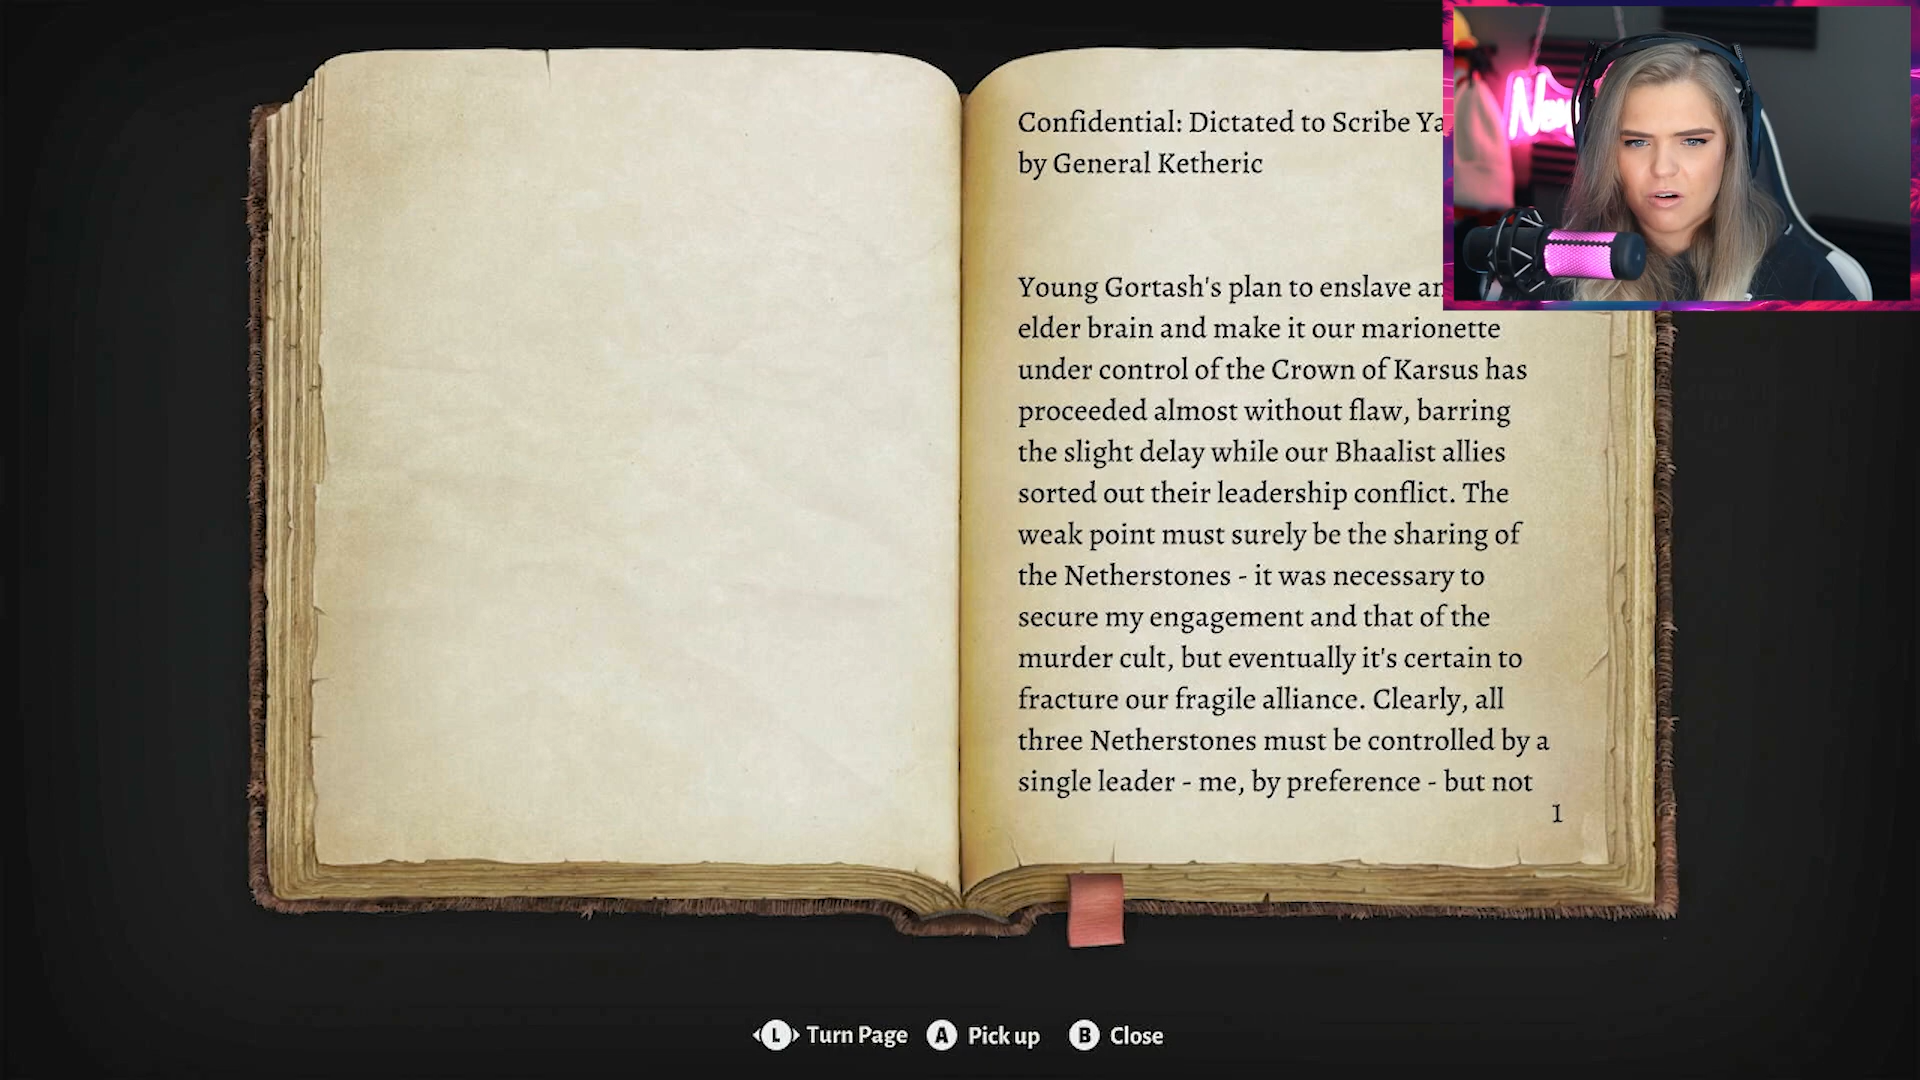 Confidential: Dictated to Scribe
by General Ketheric
Young Gortash's plan to enslave an
elder brain and make it our marionette
under control of the Crown of Karsus has
proceeded almost without flaw, barring
the slight delay while our Bhaalist allies
sorted out their leadership conflict. The
weak point must surely be the sharing of
the Netherstones - it was necessary to
secure my engagement and that of the
murder cult, but eventually it's certain to
fracture our fragile alliance. Clearly, all
three Netherstones must be controlled by a
single leader - me, by preference - but not
1
L Turn Page A Pick up B Close